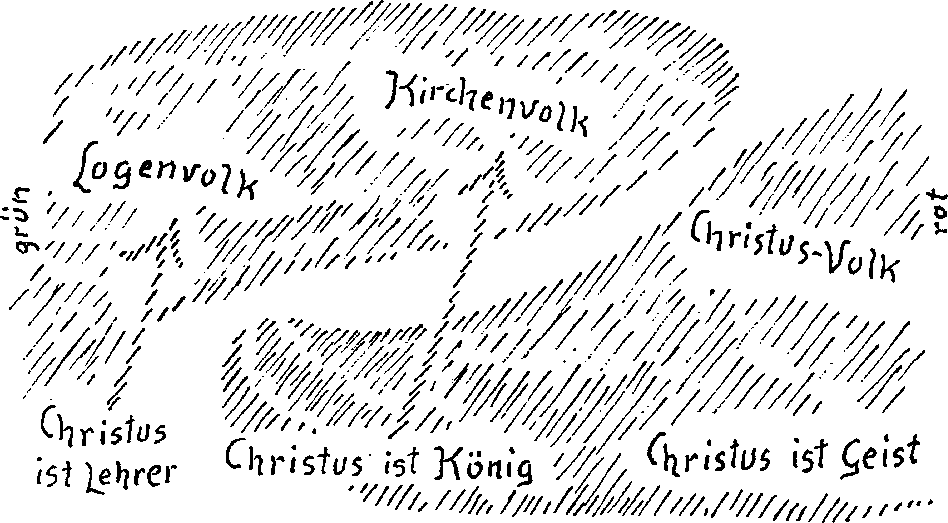 Kirchenvolk
Logenvolk
grün
rot
Christus-Volk
Christus
ist Lehrer
Christus ist König
Christus ist Geist